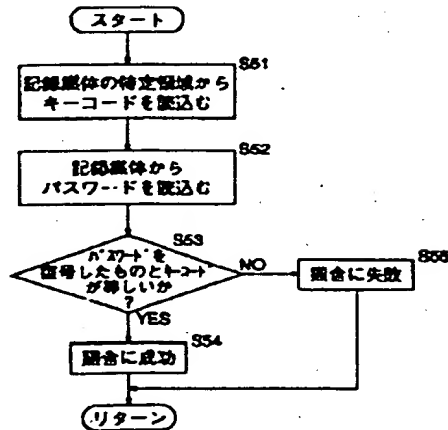 スタート
S51
記録媒体の特定領域から
キーコードを読込む
S52
記録媒体から
パスワードを読込む
S53
パスワードを
復号したものとキーコード
が等しいか
?
NO
S55
照合に失敗
YES
S54
照合に成功
リターン